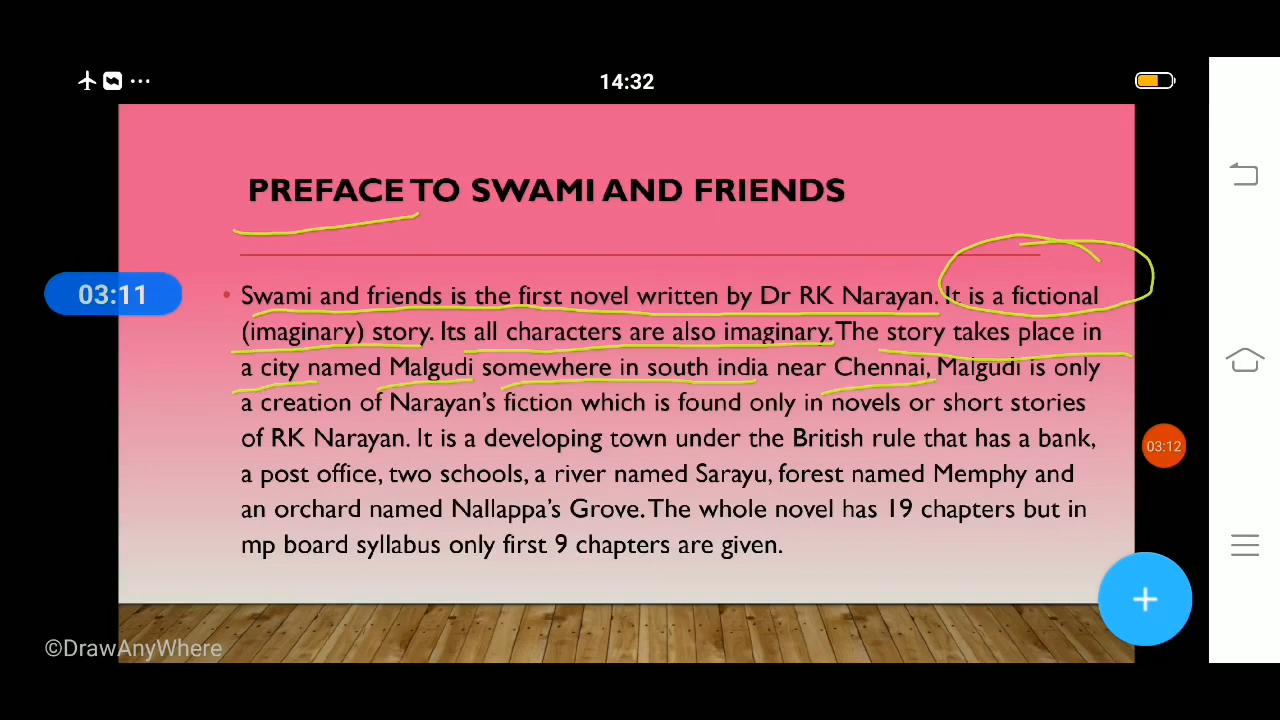 14:32
PREFACE TO SWAMI AND FRIENDS
03:11
• Swami and friends is the first novel written by Dr RK Narayan. It is a fictional
(imaginary) story. Its all characters are also imaginary. The story takes place in
a city named Malgudi somewhere in south india near Chennai, Malgudi is only
a creation of Narayan's fiction which is found only in novels or short stories
of RK Narayan. It is a developing town under the British rule that has a bank,
03:12
a post office, two schools, a river named Sarayu, forest named Memphy and
an orchard named Nallappa's Grove. The whole novel has 19 chapters but in
mp board syllabus only first 9 chapters are given.
©DrawAnyWhere